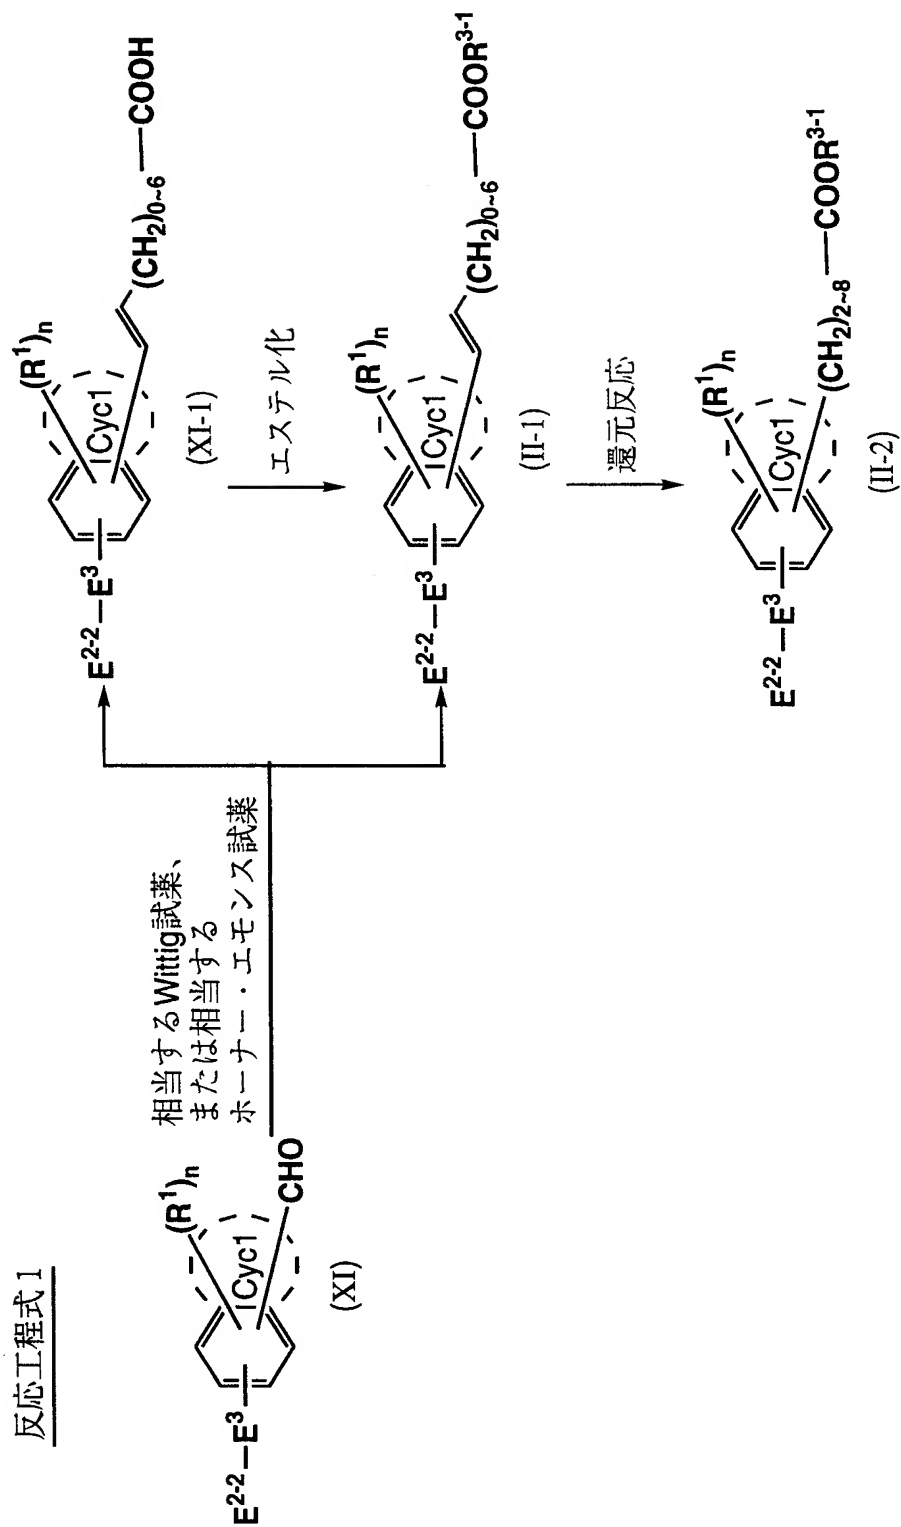 反応工程式1
E²⁻²—E³ Cyc1 (R¹)ₙ CHO
(XI)
相当するWittig試薬、
または相当する
ホーナー・エモンス試薬
E²⁻²—E³ Cyc1 (R¹)ₙ (CH₂)₀~₆—COOH
(XI-1)
エステル化
E²⁻²—E³ Cyc1 (R¹)ₙ (CH₂)₀~₆—COOR³⁻¹
(II-1)
還元反応
E²⁻²—E³ Cyc1 (R¹)ₙ (CH₂)₂~₈—COOR³⁻¹
(II-2)